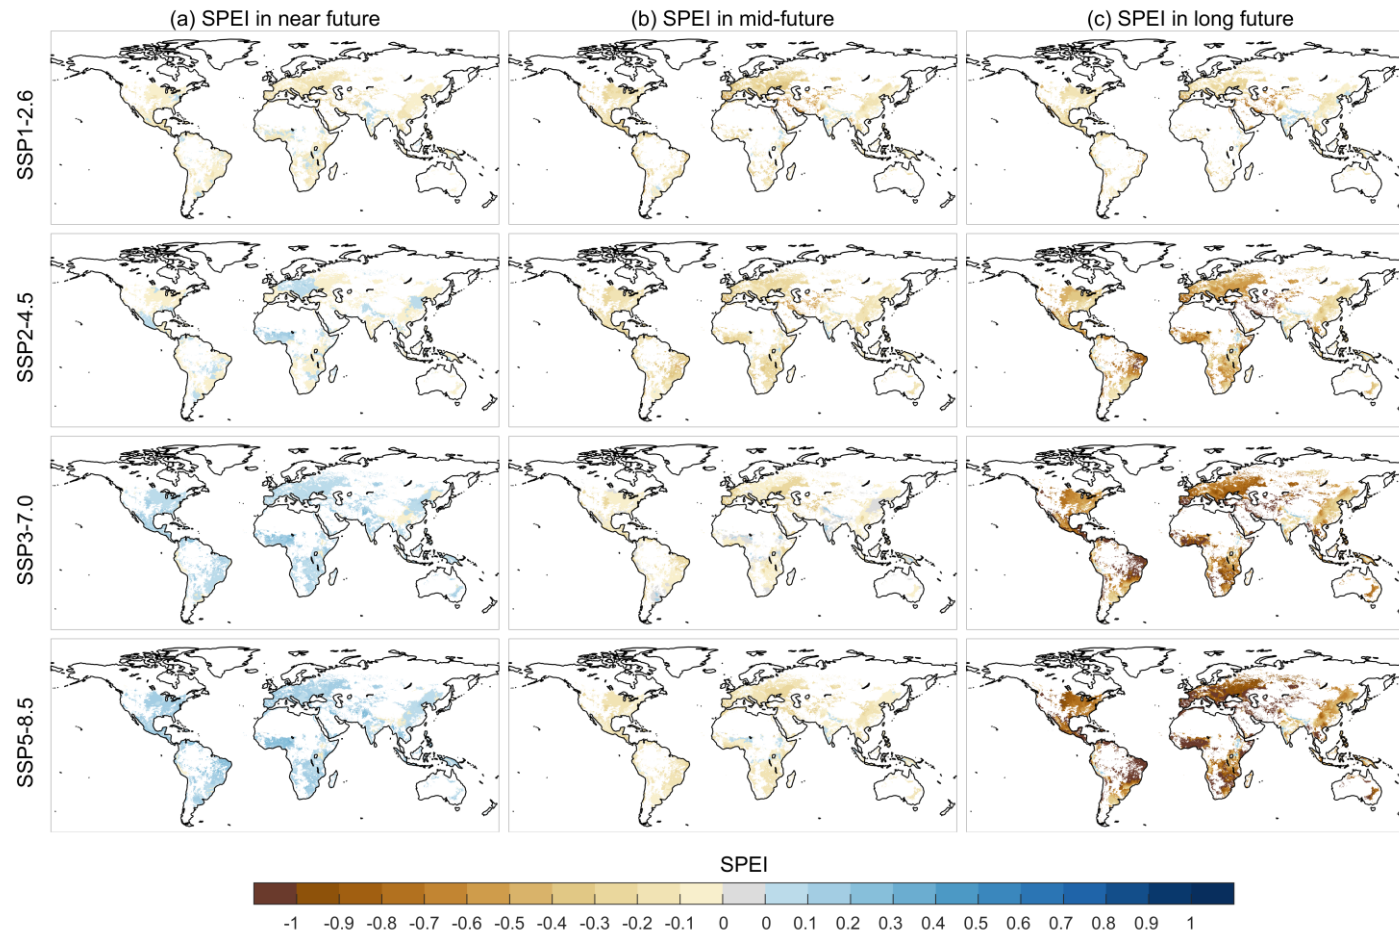 (a) SPEI in near future (b) SPEI in mid-future (c) SPEI in long future
SSP1-2.6
SSP2-4.5
SSP3-7.0
SSP5-8.5
SPEI
-1 -0.9 -0.8 -0.7 -0.6 -0.5 -0.4 -0.3 -0.2 -0.1 0 0 0.1 0.2 0.3 0.4 0.5 0.6 0.7 0.8 0.9 1